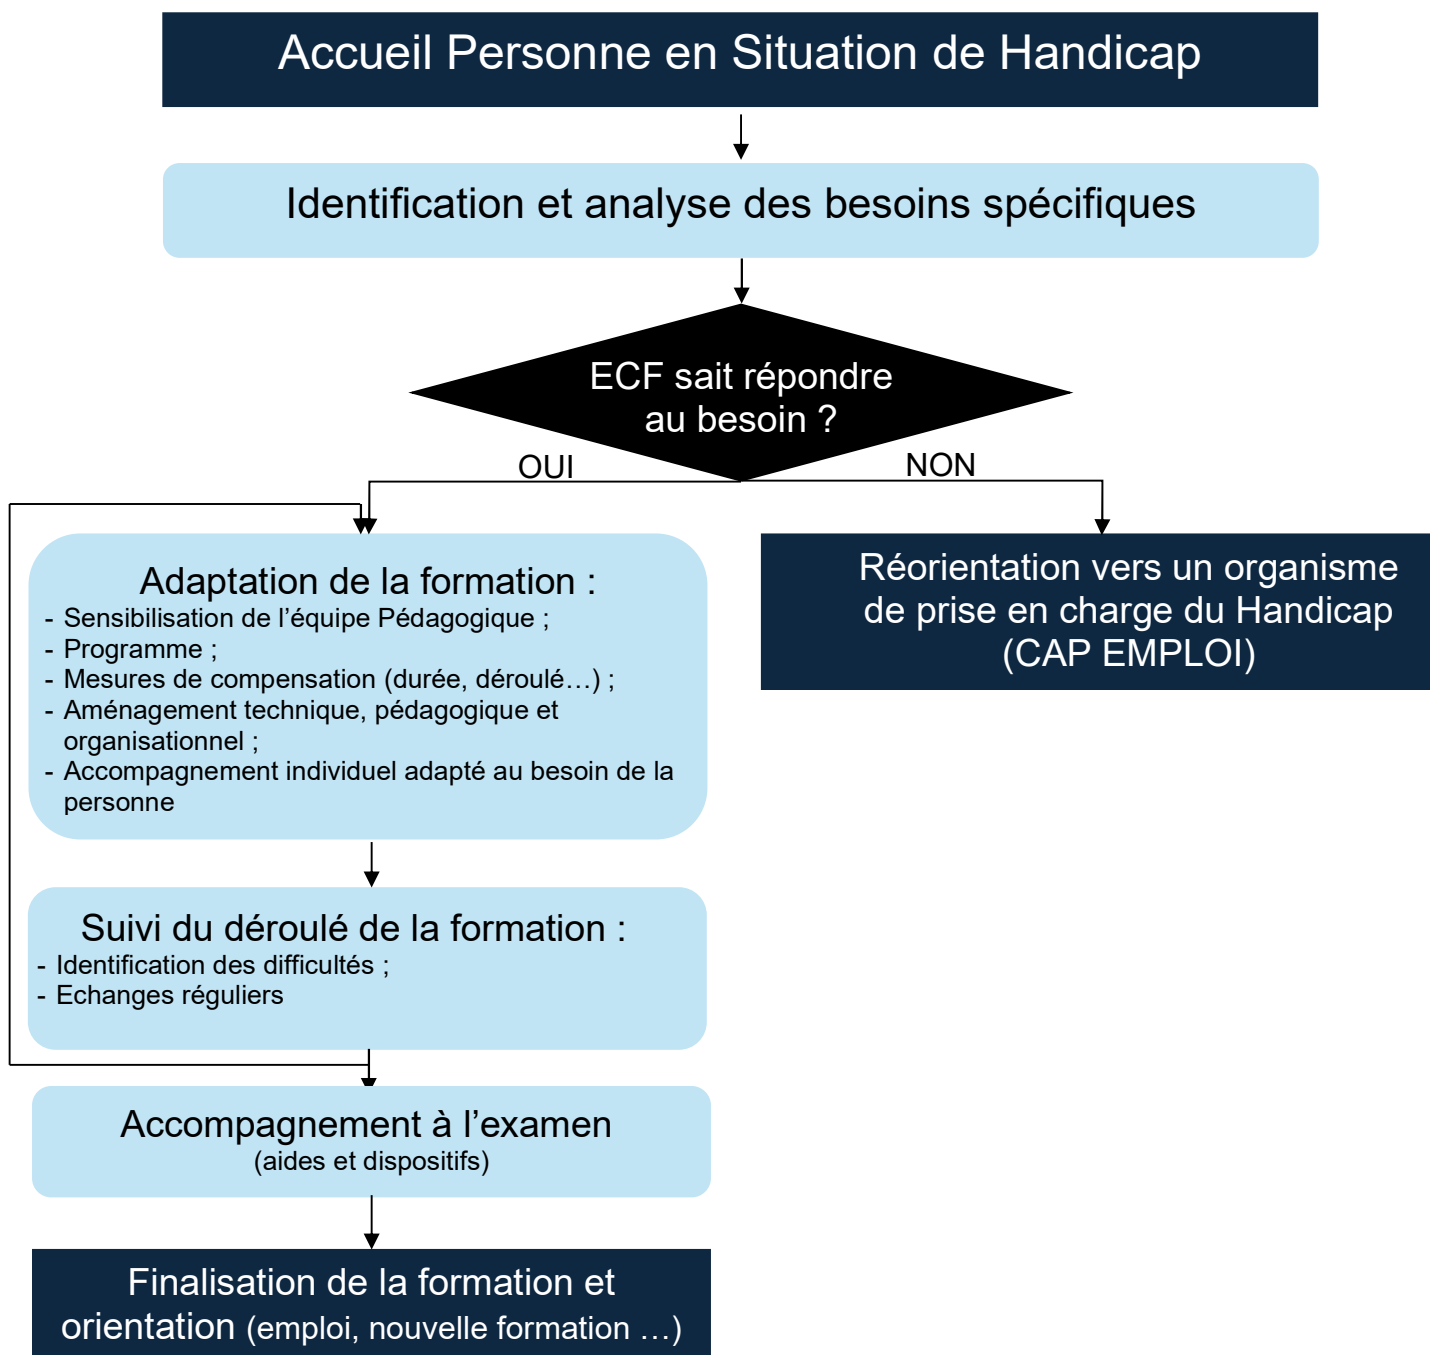 Accueil Personne en Situation de Handicap
Identification et analyse des besoins spécifiques
ECF sait répondre
au besoin ?
OUI
NON
Adaptation de la formation :
- Sensibilisation de l’équipe Pédagogique ;
- Programme ;
- Mesures de compensation (durée, déroulé…) ;
- Aménagement technique, pédagogique et
organisationnel ;
- Accompagnement individuel adapté au besoin de la
personne
Réorientation vers un organisme
de prise en charge du Handicap
(CAP EMPLOI)
Suivi du déroulé de la formation :
- Identification des difficultés ;
- Echanges réguliers
Accompagnement à l’examen
(aides et dispositifs)
Finalisation de la formation et
orientation (emploi, nouvelle formation …)